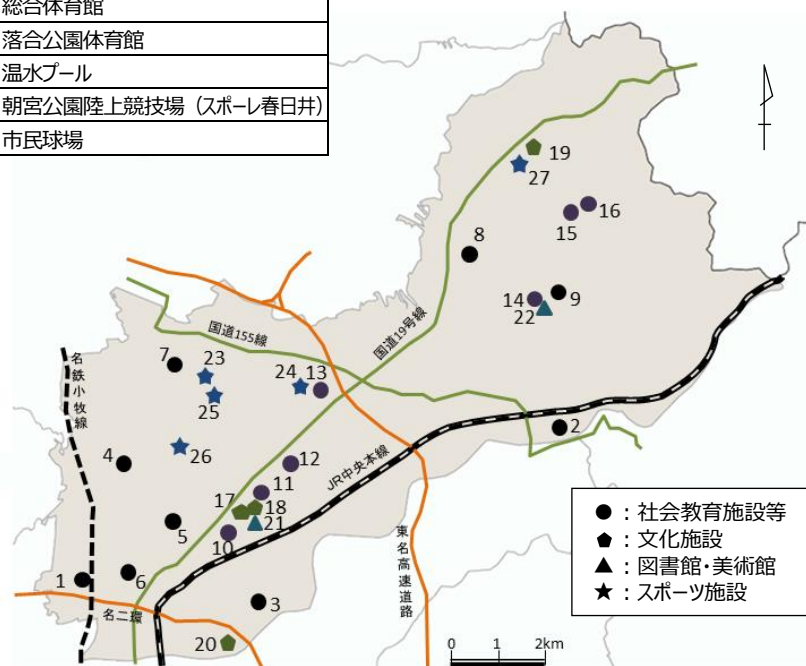 総合体育館
落合公園体育館
温水プール
朝宮公園陸上競技場（スポーレ春日井）
市民球場
19
27
16
15
8
14
9
22
国道155線
国道19号線
7
23
24
13
25
名鉄小牧線
2
26
4
12
JR中央本線
11
17
18
21
5
10
東名高速道路
1
6
3
名二環
20
●：社会教育施設等
⬟：文化施設
▲：図書館・美術館
★：スポーツ施設
0 1 2km